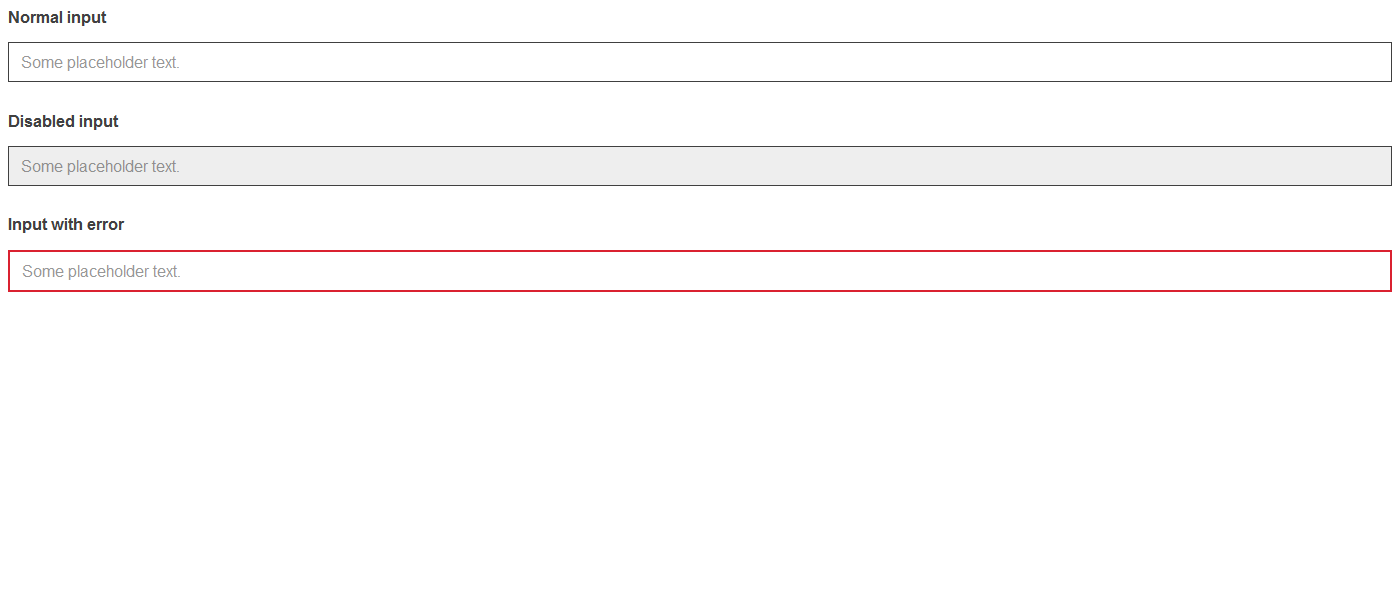 Normal input
Some placeholder text.
Disabled input
Some placeholder text.
Input with error
Some placeholder text.